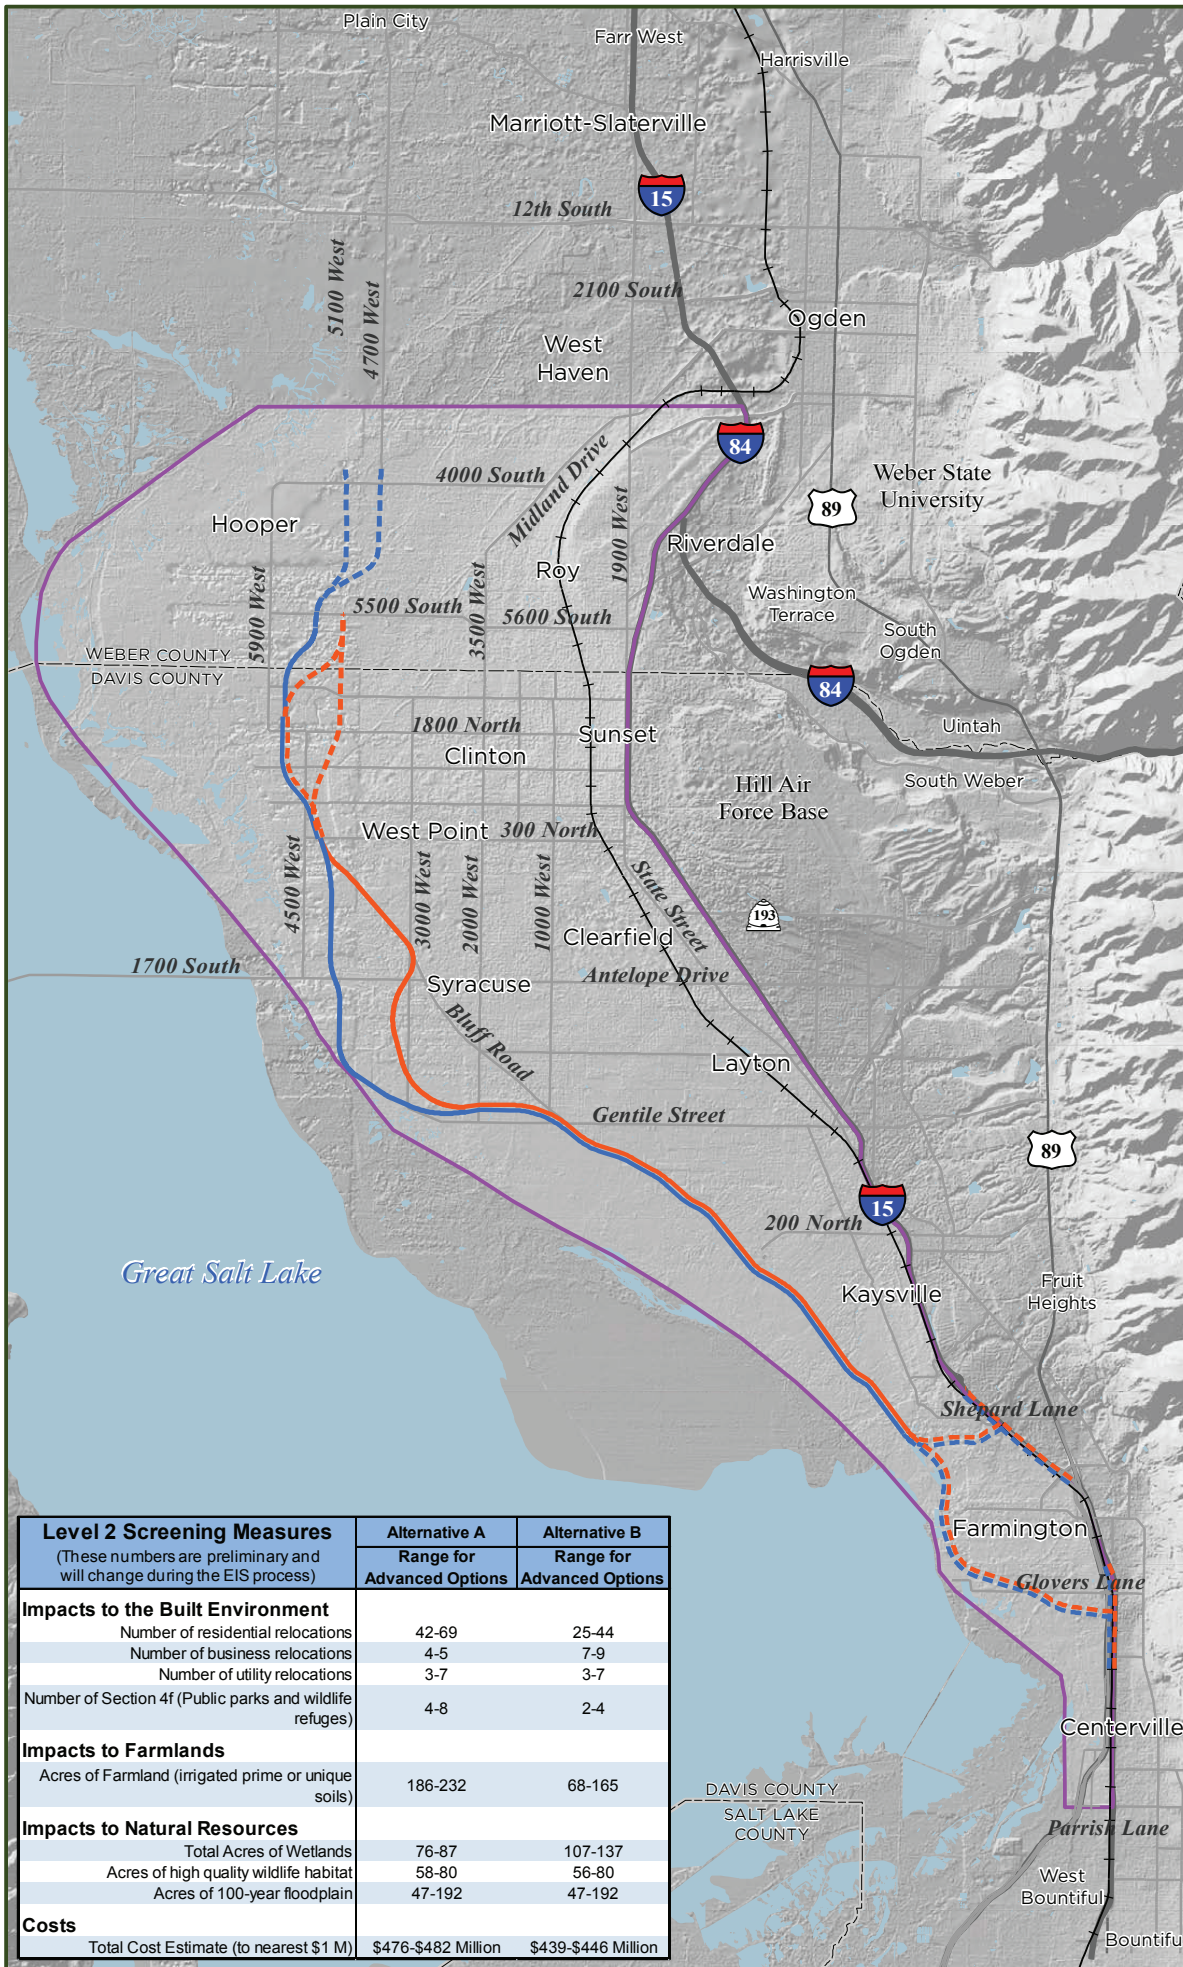 Plain City
Farr West
Harrisville
Marriott-Slaterville
15
12th South
5100 West
4700 West
2100 South
Ogden
West
Haven
84
4000 South
Midland Drive
1900 West
Weber State
University
89
Hooper
Riverdale
Roy
5900 West
5500 South
3500 West
5600 South
Washington
Terrace
South
Ogden
WEBER COUNTY
DAVIS COUNTY
84
1800 North
Sunset
Uintah
Clinton
South Weber
Hill Air
Force Base
West Point
300 North
4500 West
3000 West
2000 West
1000 West
State Street
193
Clearfield
1700 South
Antelope Drive
Syracuse
Bluff Road
Layton
Gentile Street
89
15
200 North
Great Salt Lake
Kaysville
Fruit
Heights
Shepard Lane
Farmington
Glovers Lane
Centerville
DAVIS COUNTY
SALT LAKE
COUNTY
Parrish Lane
West
Bountiful
Bountifu
Level 2 Screening Measures Alternative A Alternative B
(These numbers are preliminary and Range for Range for
will change during the EIS process) Advanced Options Advanced Options
Impacts to the Built Environment
Number of residential relocations 42-69 25-44
Number of business relocations 4-5 7-9
Number of utility relocations 3-7 3-7
Number of Section 4f (Public parks and wildlife
refuges) 4-8 2-4
Impacts to Farmlands
Acres of Farmland (irrigated prime or unique
soils) 186-232 68-165
Impacts to Natural Resources
Total Acres of Wetlands 76-87 107-137
Acres of high quality wildlife habitat 58-80 56-80
Acres of 100-year floodplain 47-192 47-192
Costs
Total Cost Estimate (to nearest $1 M) $476-$482 Million $439-$446 Million